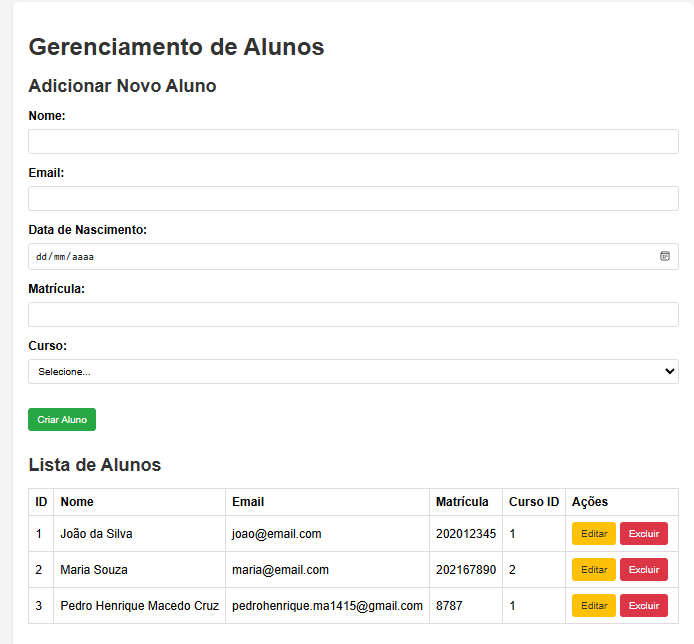 Gerenciamento de Alunos
Adicionar Novo Aluno
Nome:
Email:
Data de Nascimento:
dd/mm/aaaa
Matrícula:
Curso:
Selecione...
Criar Aluno
Lista de Alunos
ID Nome Email Matrícula Curso ID Ações
1 João da Silva joao@email.com 202012345 1 Editar Excluir
2 Maria Souza maria@email.com 202167890 2 Editar Excluir
3 Pedro Henrique Macedo Cruz pedrohenrique.ma1415@gmail.com 8787 1 Editar Excluir